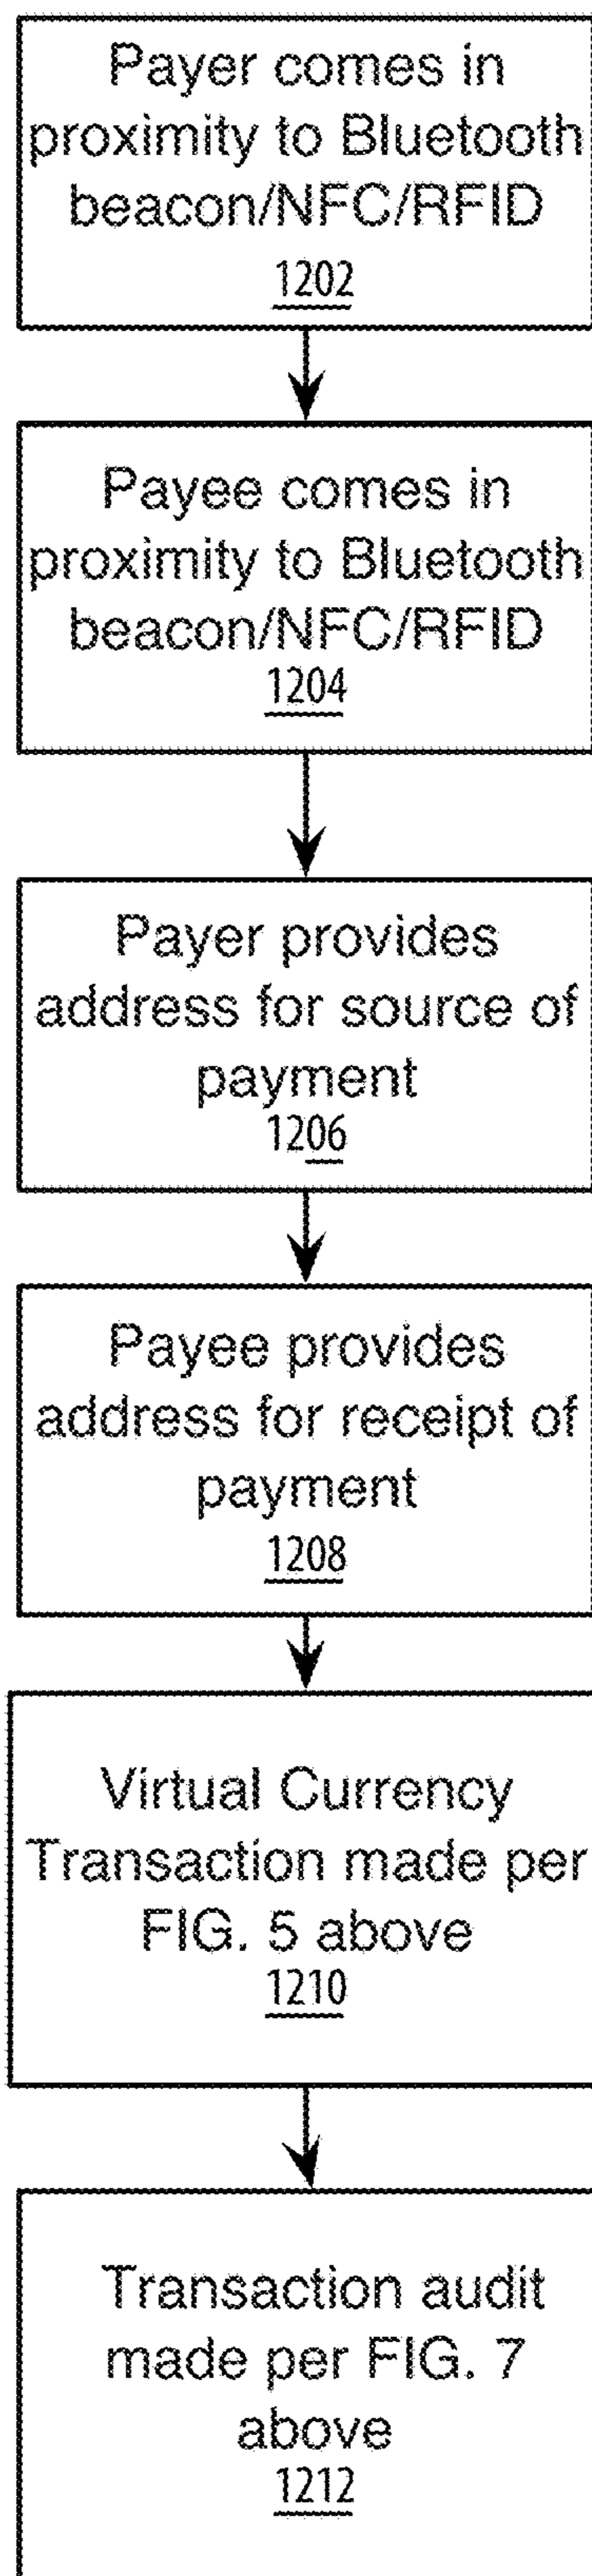 Payer comes in
proximity to Bluetooth
beacon/NFC/RFID
1202
Payee comes in
proximity to Bluetooth
beacon/NFC/RFID
1204
Payer provides
address for source of
payment
1206
Payee provides
address for receipt of
payment
1208
Virtual Currency
Transaction made per
FIG. 5 above
1210
Transaction audit
made per FIG. 7
above
1212